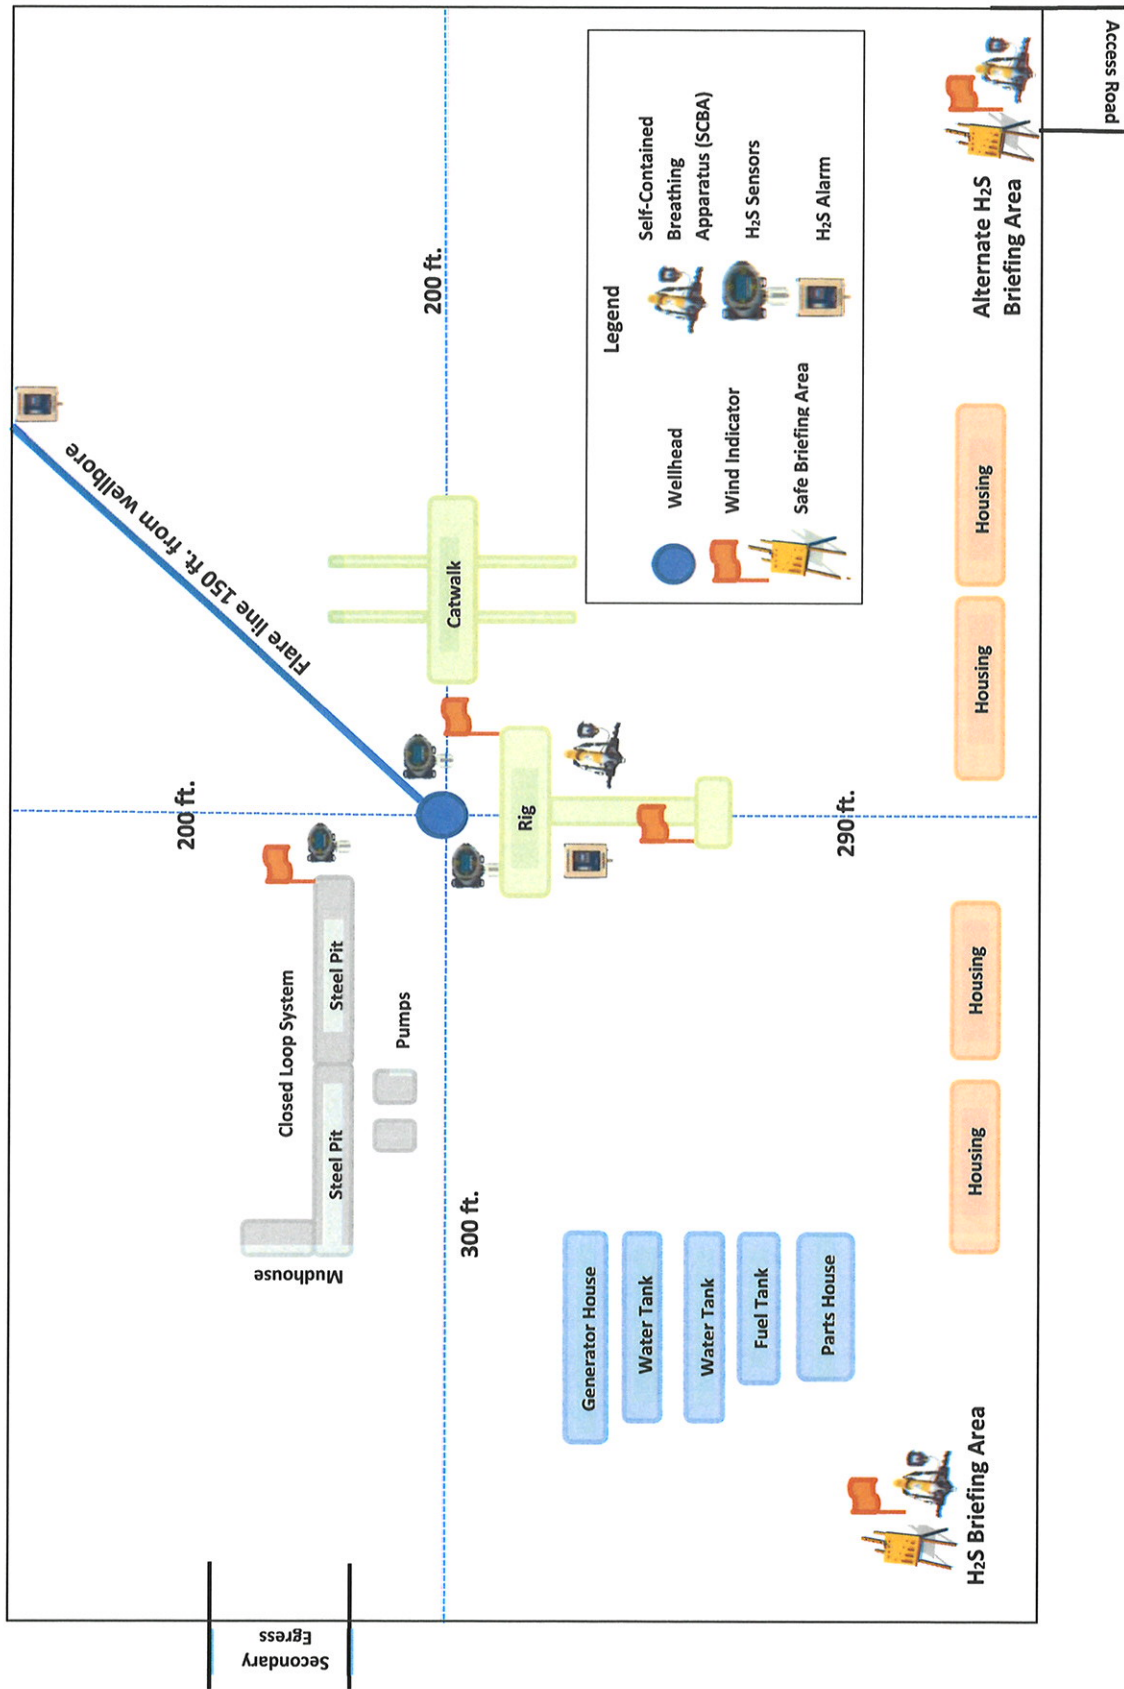 Access Road
Alternate H₂S
Briefing Area
Legend
Self-Contained
Breathing
Apparatus (SCBA)
H₂S Sensors
H₂S Alarm
Wellhead
Wind Indicator
Safe Briefing Area
200 ft.
Flare line 150 ft. from wellbore
Catwalk
Housing
Housing
200 ft.
Rig
290 ft.
Closed Loop System
Steel Pit
Steel Pit
Pumps
Mudhouse
300 ft.
Housing
Housing
Generator House
Water Tank
Water Tank
Fuel Tank
Parts House
H₂S Briefing Area
Secondary
Egress